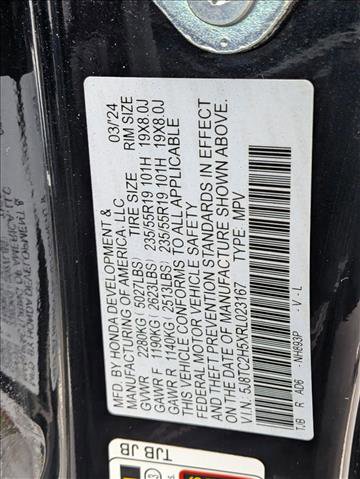 MFD. BY HONDA DEVELOPMENT & 03/'24
MANUFACTURING OF AMERICA, LLC
TIRE SIZE RIM SIZE
GVWR 2280KG ( 5027LBS)
GAWR F 1190KG ( 2623LBS) 235/55R19 101H 19X8.0J
GAWR R 1140KG ( 2513LBS) 235/55R19 101H 19X8.0J
THIS VEHICLE CONFORMS TO ALL APPLICABLE
FEDERAL MOTOR VEHICLE SAFETY AND
THEFT PREVENTION STANDARDS IN EFFECT
ON THE DATE OF MANUFACTURE SHOWN ABOVE.
V.I.N.: 5J8TC2H5XRL023167 TYPE: MPV
TJB R AD6 - NH893P - V - L
TJB JB